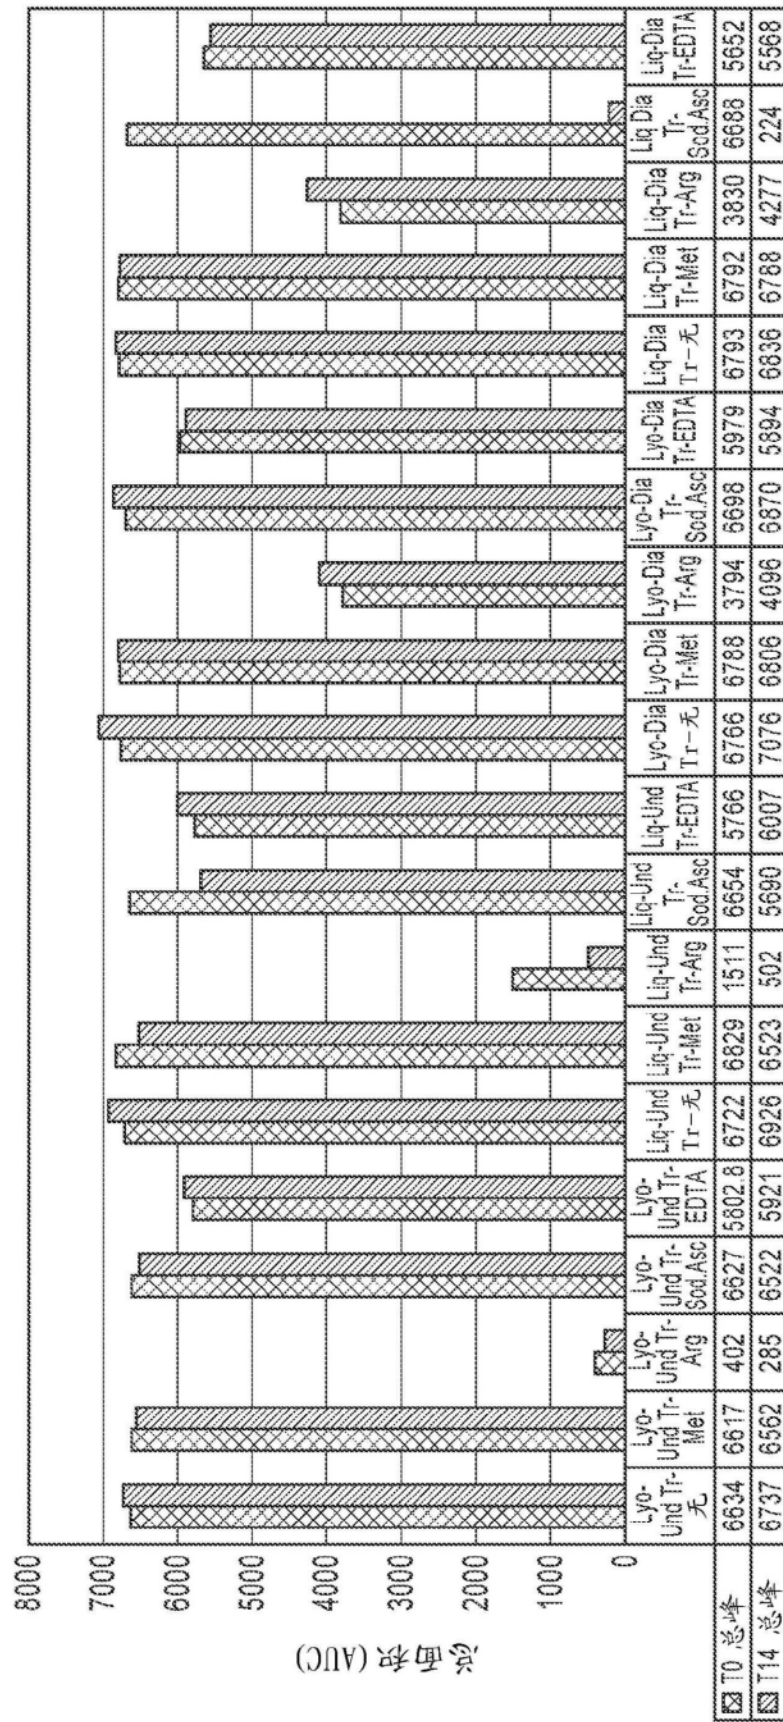 总面积(AUC)
8000
7000
6000
5000
4000
3000
2000
1000
0
Lyo-
Und Tr-
无
Lyo-
Und Tr-
Met
Lyo-
Und Tr-
Arg
Lyo-
Und Tr-
Sod.Asc
Lyo-
Und Tr-
EDTA
Liq-Und
Tr-无
Liq-Und
Tr-Met
Liq-Und
Tr-Arg
Liq-Und
Tr-
Sod.Asc
Liq-Und
Tr-EDTA
Lyo-Dia
Tr-无
Lyo-Dia
Tr-Met
Lyo-Dia
Tr-Arg
Lyo-Dia
Tr-
Sod.Asc
Lyo-Dia
Tr-EDTA
Liq-Dia
Tr-无
Liq-Dia
Tr-Met
Liq-Dia
Tr-Arg
Liq Dia
Tr-
Sod.Asc
Liq-Dia
Tr-EDTA
T0 总峰 6634 6617 402 6627 5802.8 6722 6829 1511 6654 5766 6766 6788 3794 6698 5979 6793 6792 3830 6688 5652
T14 总峰 6737 6562 285 6522 5921 6926 6523 502 5690 6007 7076 6806 4096 6870 5894 6836 6788 4277 224 5568